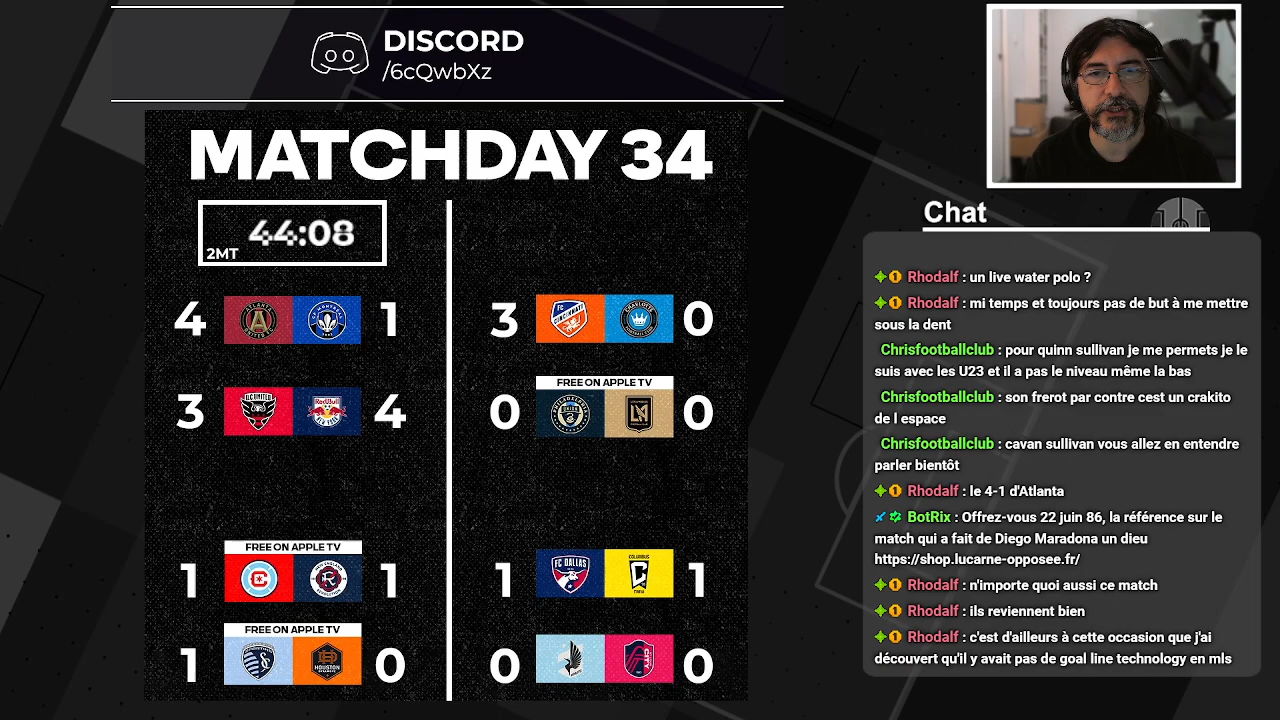 DISCORD
/6cQwbXz
MATCHDAY 34
2MT 44:08
4 1
3 0
FREE ON APPLE TV
3 4
0 0
FREE ON APPLE TV
1 1
FC DALLAS
COLUMBUS
1 1
FREE ON APPLE TV
1 0
HOUSTON
CITY
0 0
Chat
Rhodalf : un live water polo ?
Rhodalf : mi temps et toujours pas de but à me mettre
sous la dent
Chrisfootballclub : pour quinn sullivan je me permets je le
suis avec les U23 et il a pas le niveau même la bas
Chrisfootballclub : son frerot par contre cest un crakito
de l espace
Chrisfootballclub : cavan sullivan vous allez en entendre
parler bientôt
Rhodalf : le 4-1 d'Atlanta
BotRix : Offrez-vous 22 juin 86, la référence sur le
match qui a fait de Diego Maradona un dieu
https://shop.lucarne-opposee.fr/
Rhodalf : n'importe quoi aussi ce match
Rhodalf : ils reviennent bien
Rhodalf : c'est d'ailleurs à cette occasion que j'ai
découvert qu'il y avait pas de goal line technology en mls